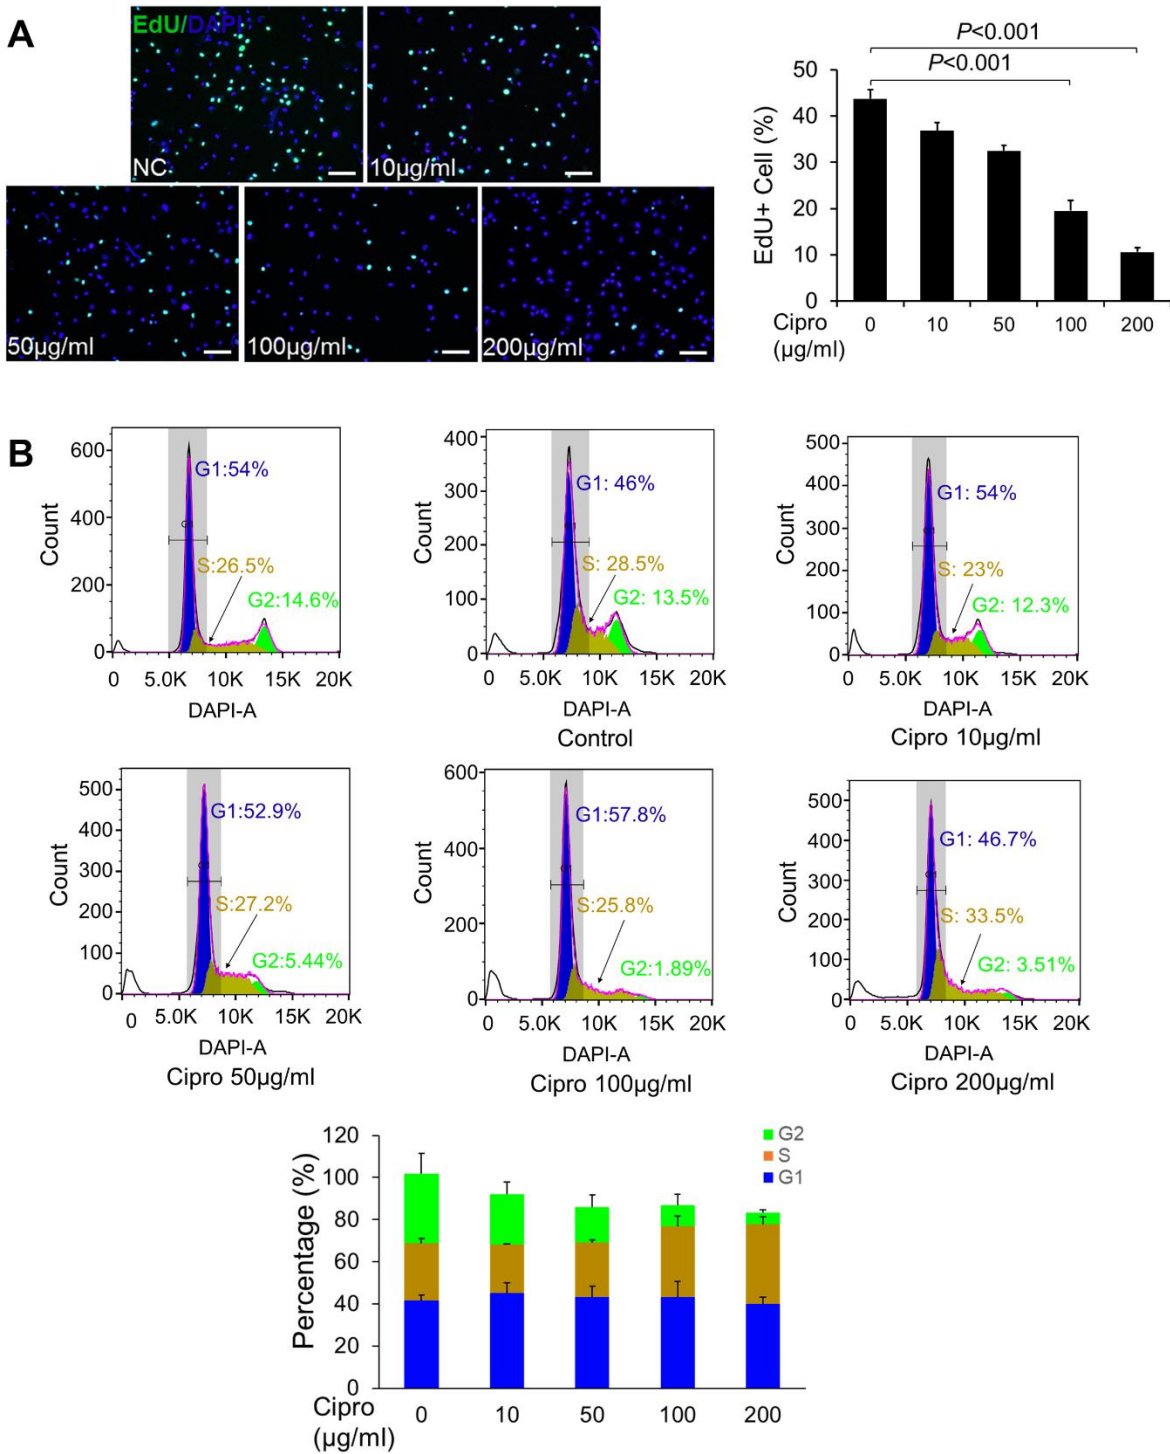 A
EdU/DAPI
NC
10µg/ml
50µg/ml
100µg/ml
200µg/ml
P<0.001
P<0.001
EdU+ Cell (%)
50
40
30
20
10
0
Cipro
(µg/ml)
0 10 50 100 200
B
Count
600
400
200
0
G1:54%
S:26.5%
G2:14.6%
0 5.0K 10K 15K 20K
DAPI-A
Count
400
300
200
100
0
G1: 46%
S: 28.5%
G2: 13.5%
0 5.0K 10K 15K 20K
DAPI-A
Control
Count
500
400
300
200
100
0
G1: 54%
S: 23%
G2: 12.3%
0 5.0K 10K 15K 20K
DAPI-A
Cipro 10µg/ml
Count
500
400
300
200
100
0
G1:52.9%
S:27.2%
G2:5.44%
0 5.0K 10K 15K 20K
DAPI-A
Cipro 50µg/ml
Count
600
400
200
0
G1:57.8%
S:25.8%
G2:1.89%
0 5.0K 10K 15K 20K
DAPI-A
Cipro 100µg/ml
Count
500
400
300
200
100
0
G1: 46.7%
S: 33.5%
G2: 3.51%
0 5.0K 10K 15K 20K
DAPI-A
Cipro 200µg/ml
Percentage (%)
120
100
80
60
40
20
0
G2
S
G1
Cipro
(µg/ml)
0 10 50 100 200